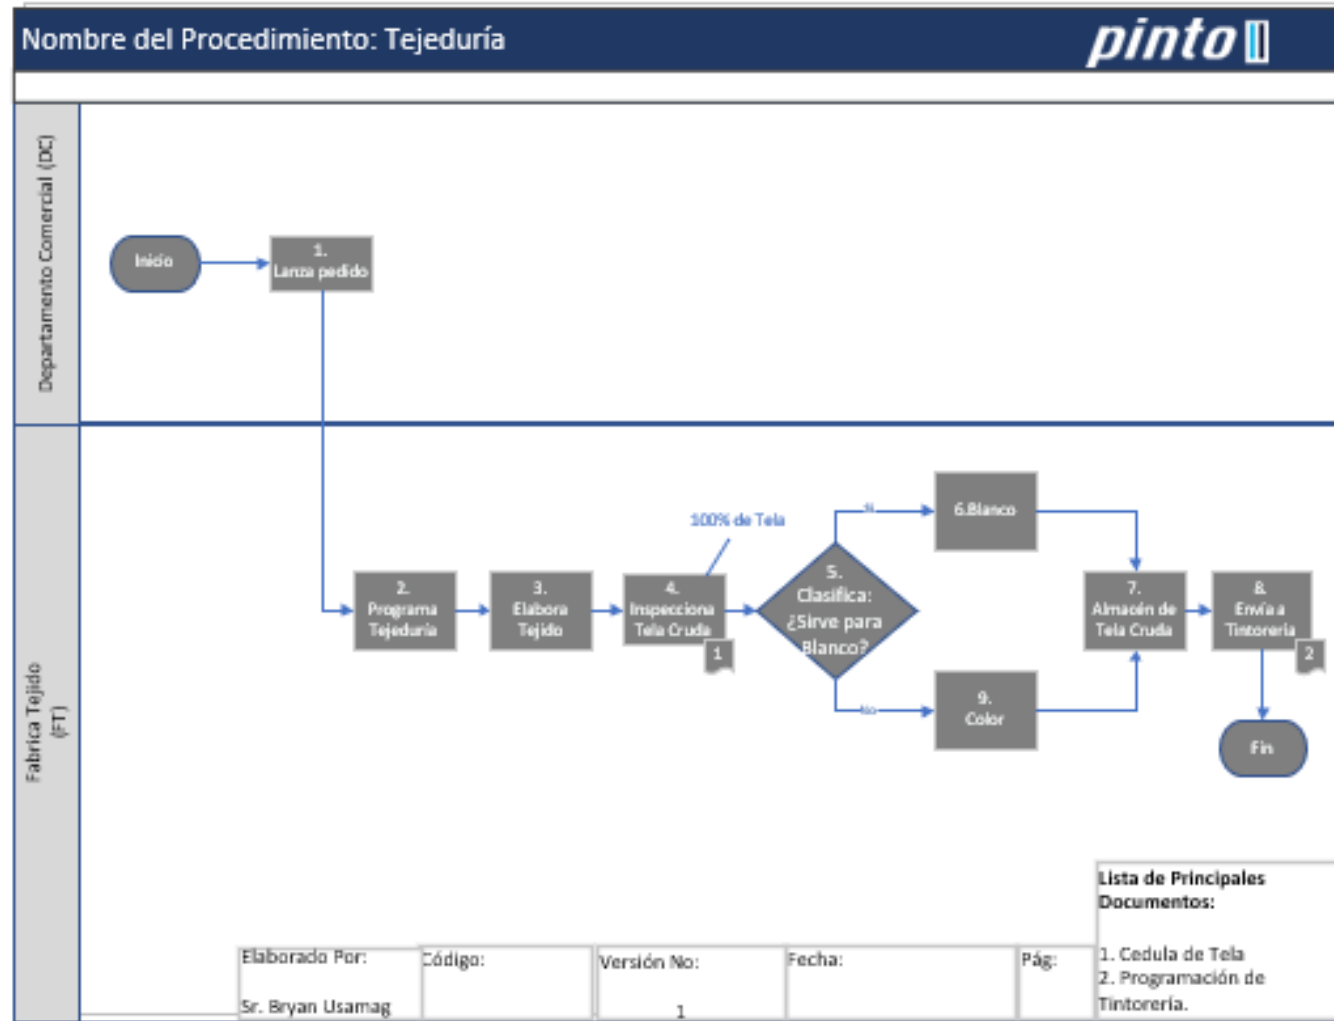 Nombre del Procedimiento: Tejeduría
pinto
Departamento Comercial (DC)
Inicio
1.
Lanza pedido
Fabrica Tejido
(FT)
2.
Programa
Tejeduria
3.
Elabora
Tejido
100% de Tela
4.
Inspecciona
Tela Cruda
1
5.
Clasifica:
¿Sirve para
Blanco?
Si
6.Blanco
No
9.
Color
7.
Almacén de
Tela Cruda
8.
Envía a
Tintorería
2
Fin
Elaborado Por:
Sr. Bryan Usamag
Código:
Versión No:
1
Fecha:
Pág:
Lista de Principales
Documentos:
1. Cedula de Tela
2. Programación de
Tintorería.